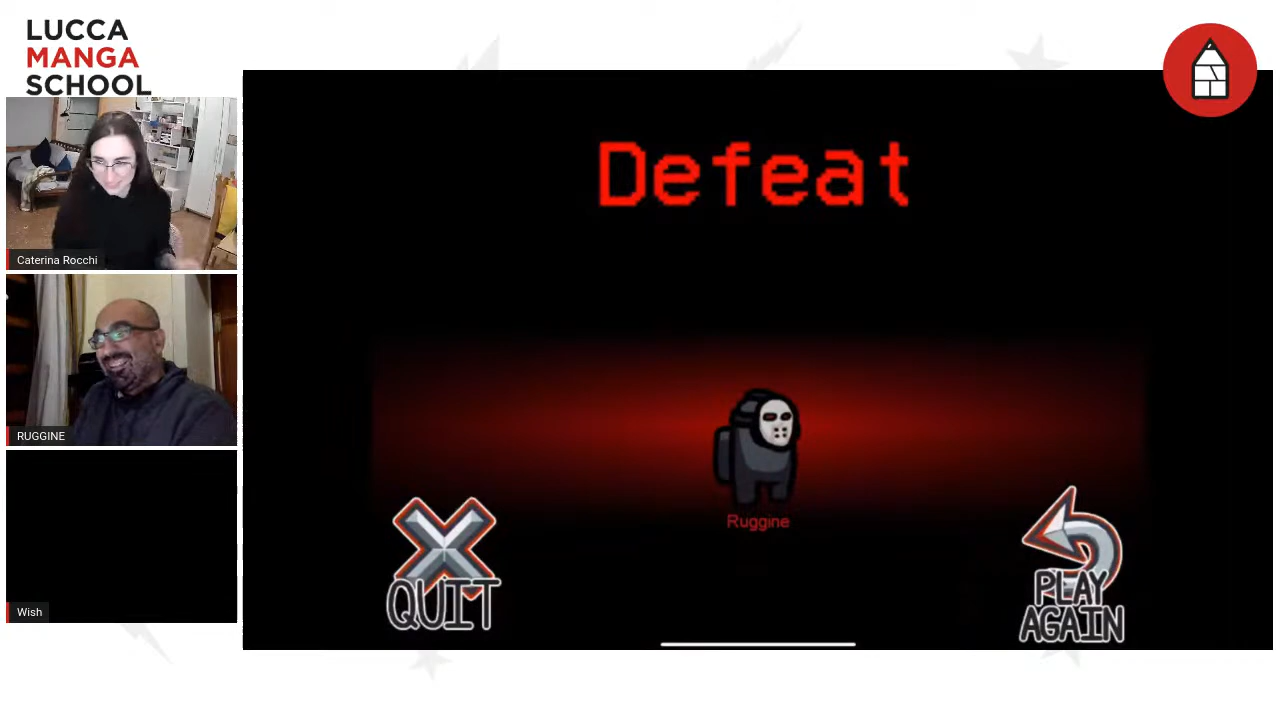 LUCCA
MANGA
SCHOOL
Caterina Rocchi
RUGGINE
Wish
Defeat
Ruggine
QUIT
PLAY
AGAIN